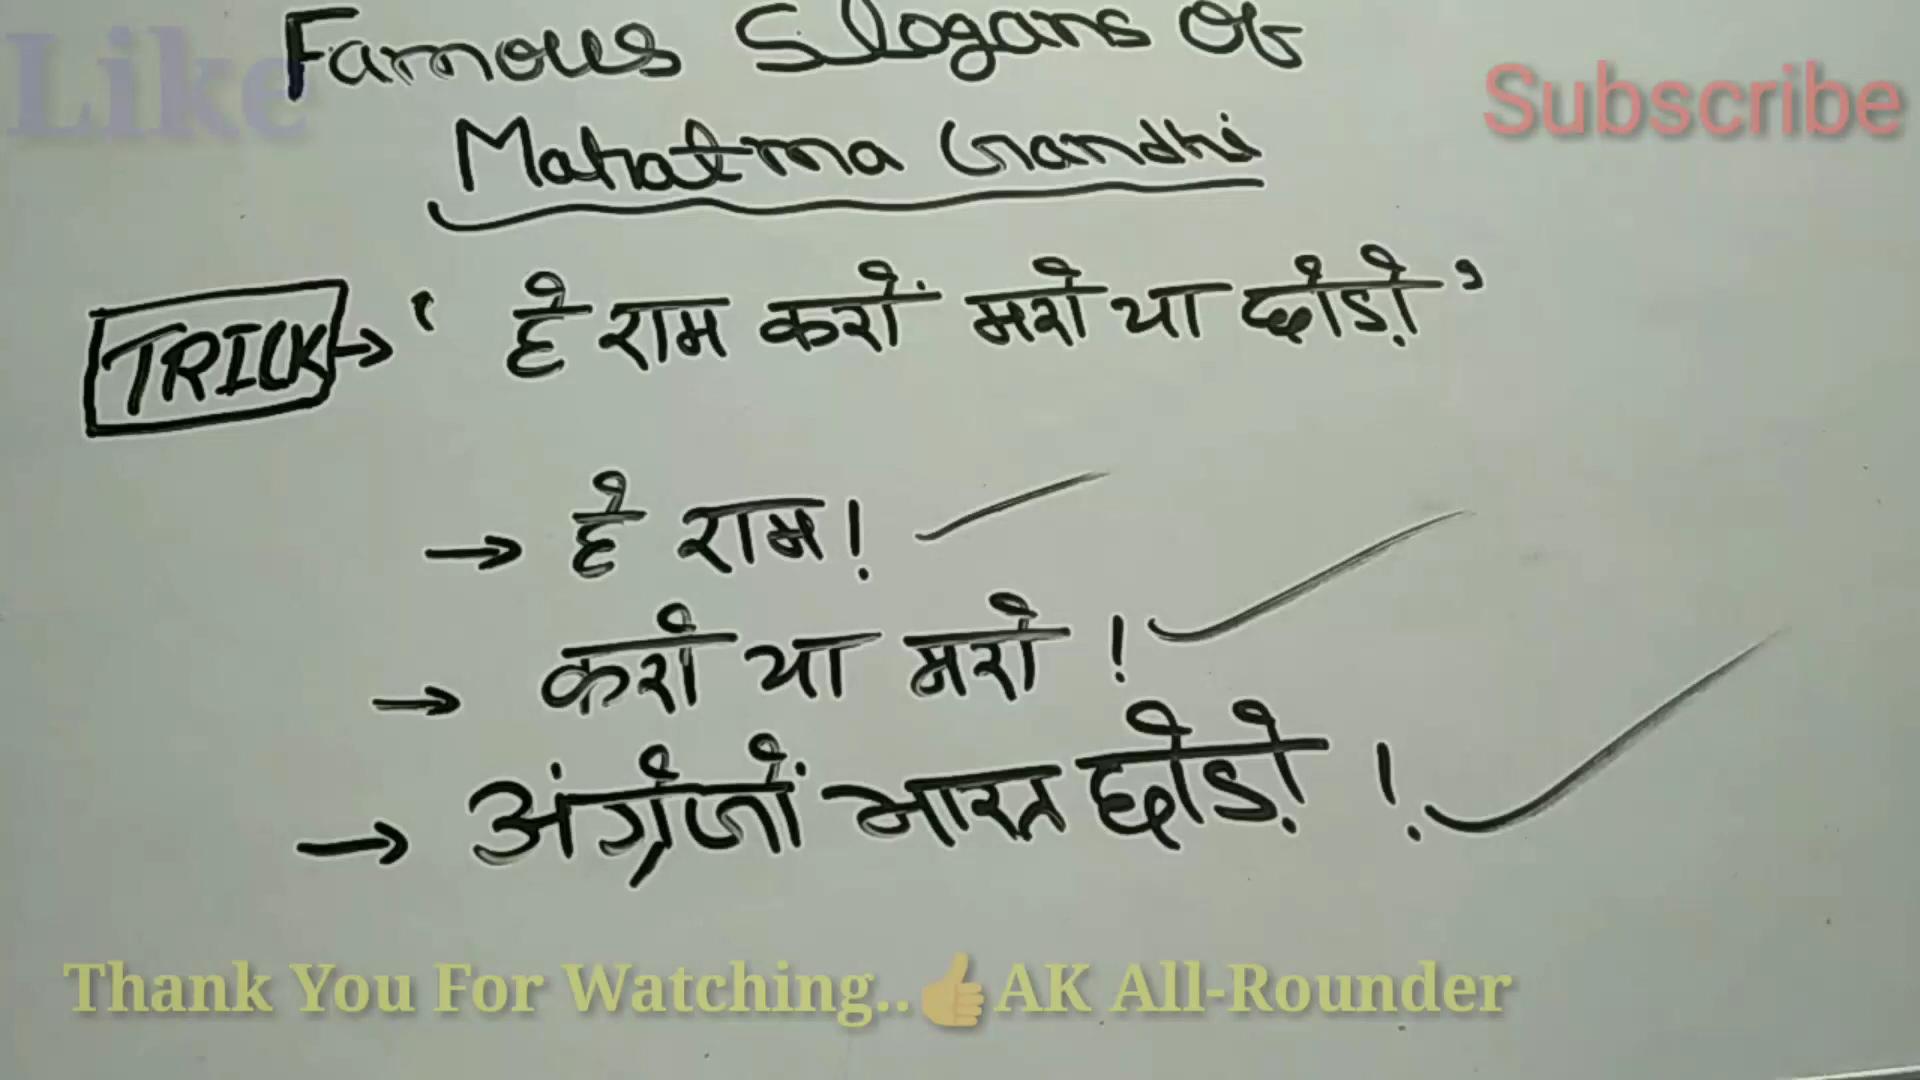 Like
Famous Slogans Of
Subscribe
Mahatma Gandhi
TRICK → ' हे राम करों मरो या छोडो़ '
→ हे राम !
→ करो या मरो !
→ अंग्रेजों भारत छोडो़ !
Thank You For Watching..👍AK All-Rounder